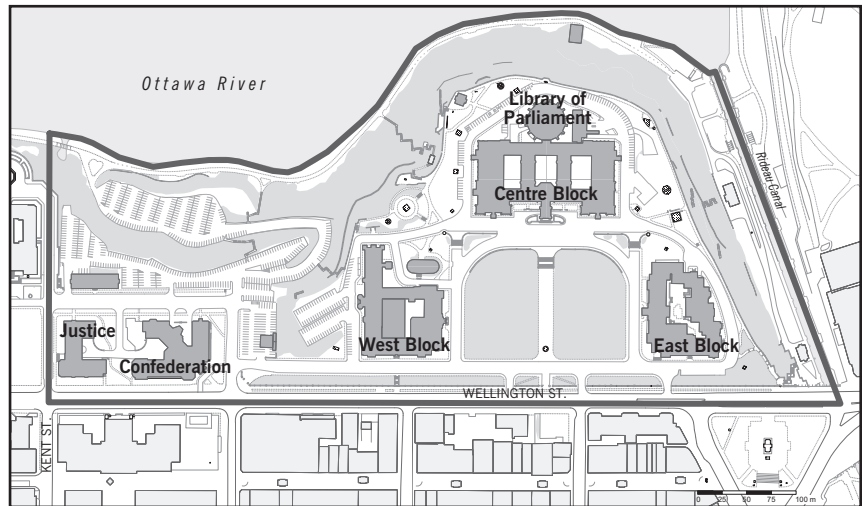 Ottawa River
Library of
Parliament
Centre Block
Rideau Canal
Justice
Confederation
West Block
East Block
WELLINGTON ST.
KENT ST.
0 25 50 75 100 m